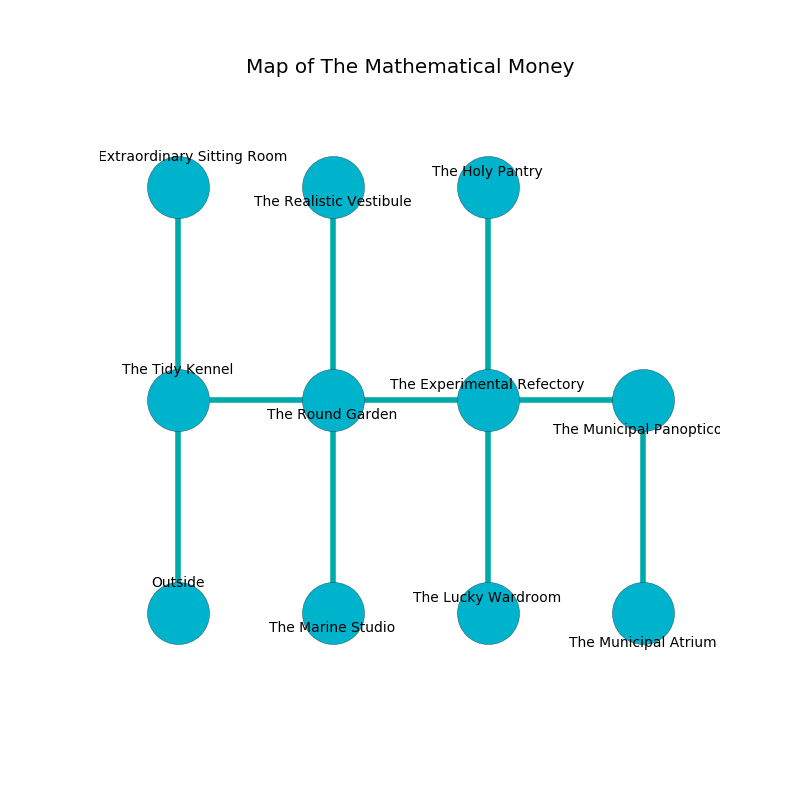 Map of The Mathematical Money
Extraordinary Sitting Room
The Realistic Vestibule
The Holy Pantry
The Tidy Kennel
The Round Garden
The Experimental Refectory
The Municipal Panoptic
Outside
The Marine Studio
The Lucky Wardroom
The Municipal Atrium